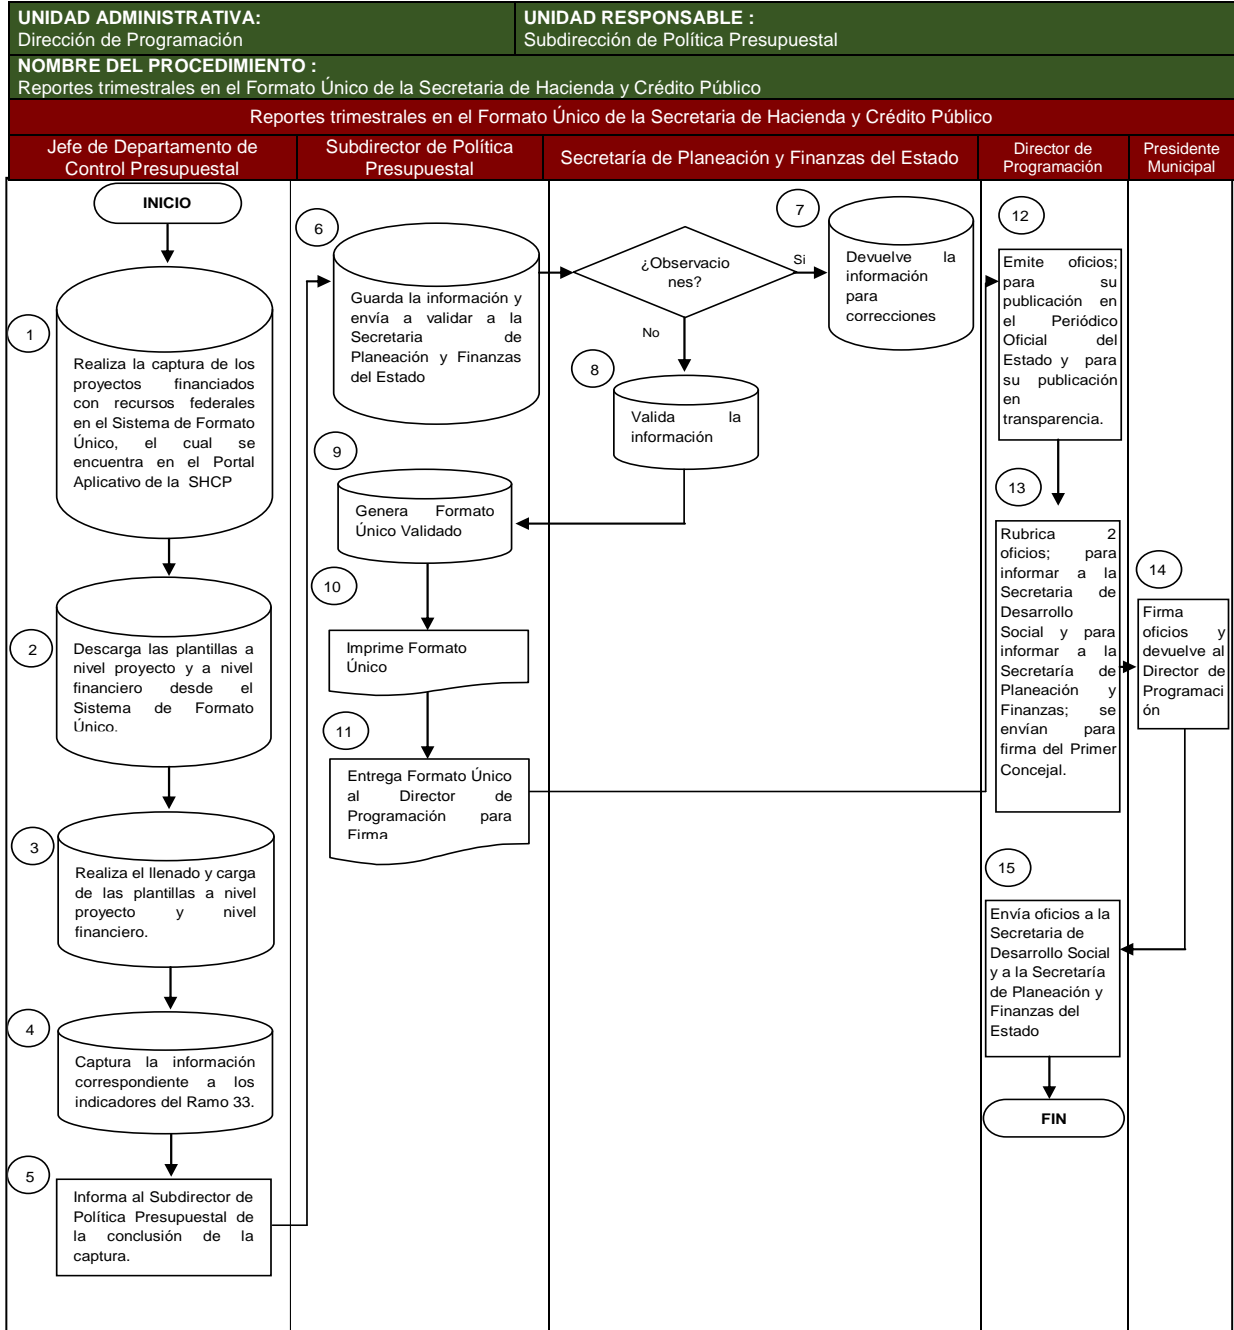 UNIDAD ADMINISTRATIVA:
Dirección de Programación
UNIDAD RESPONSABLE :
Subdirección de Política Presupuestal
NOMBRE DEL PROCEDIMIENTO :
Reportes trimestrales en el Formato Único de la Secretaria de Hacienda y Crédito Público
Reportes trimestrales en el Formato Único de la Secretaria de Hacienda y Crédito Público
Jefe de Departamento de
Control Presupuestal
Subdirector de Política
Presupuestal
Secretaría de Planeación y Finanzas del Estado
Director de
Programación
Presidente
Municipal
INICIO
1
Realiza la captura de los
proyectos financiados
con recursos federales
en el Sistema de Formato
Único, el cual se
encuentra en el Portal
Aplicativo de la SHCP
2
Descarga las plantillas a
nivel proyecto y a nivel
financiero desde el
Sistema de Formato
Único.
3
Realiza el llenado y carga
de las plantillas a nivel
proyecto y nivel
financiero.
4
Captura la información
correspondiente a los
indicadores del Ramo 33.
5
Informa al Subdirector de
Política Presupuestal de
la conclusión de la
captura.
6
Guarda la información y
envía a validar a la
Secretaria de
Planeación y Finanzas
del Estado
¿Observacio
nes?
Si
No
7
Devuelve la
información
para
correcciones
8
Valida la
información
9
Genera Formato
Único Validado
10
Imprime Formato
Único
11
Entrega Formato Único
al Director de
Programación para
Firma
12
Emite oficios;
para su
publicación en
el Periódico
Oficial del
Estado y para
su publicación
en
transparencia.
13
Rubrica 2
oficios; para
informar a la
Secretaria de
Desarrollo
Social y para
informar a la
Secretaría de
Planeación y
Finanzas; se
envían para
firma del Primer
Concejal.
14
Firma
oficios y
devuelve al
Director de
Programaci
ón
15
Envía oficios a la
Secretaria de
Desarrollo Social
y a la Secretaría
de Planeación y
Finanzas del
Estado
FIN